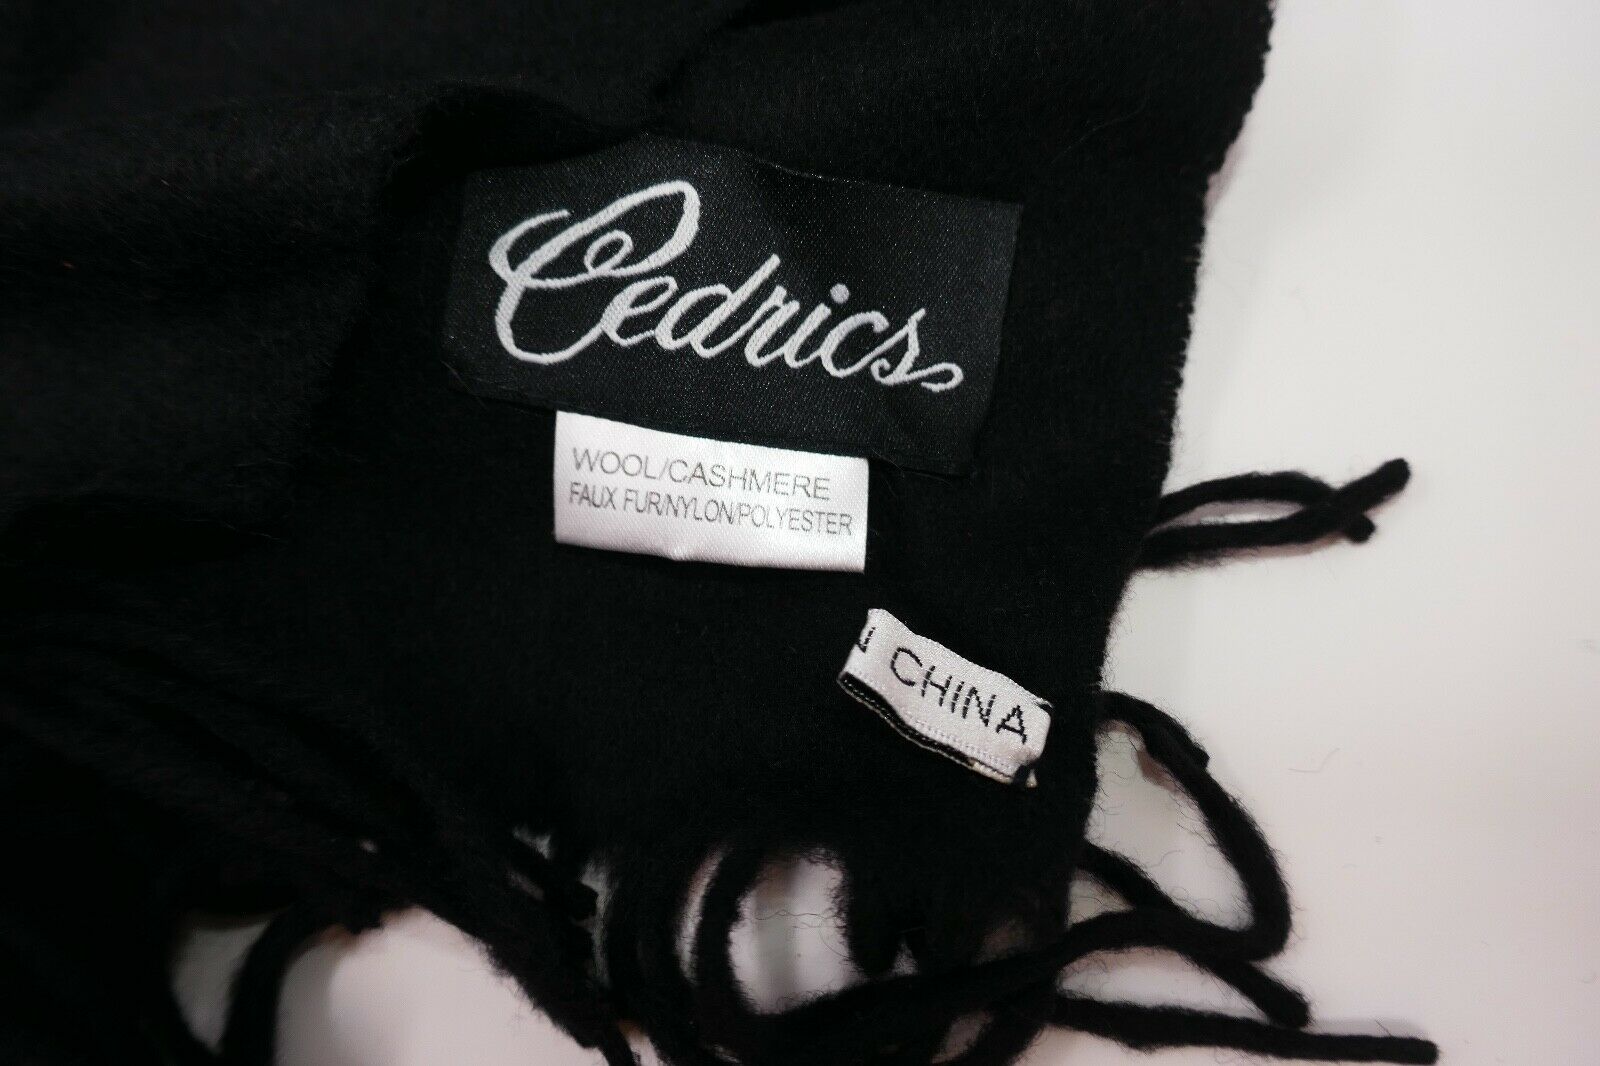 Cedrics
WOOL/CASHMERE
FAUX FUR/NYLON/POLYESTER
CHINA